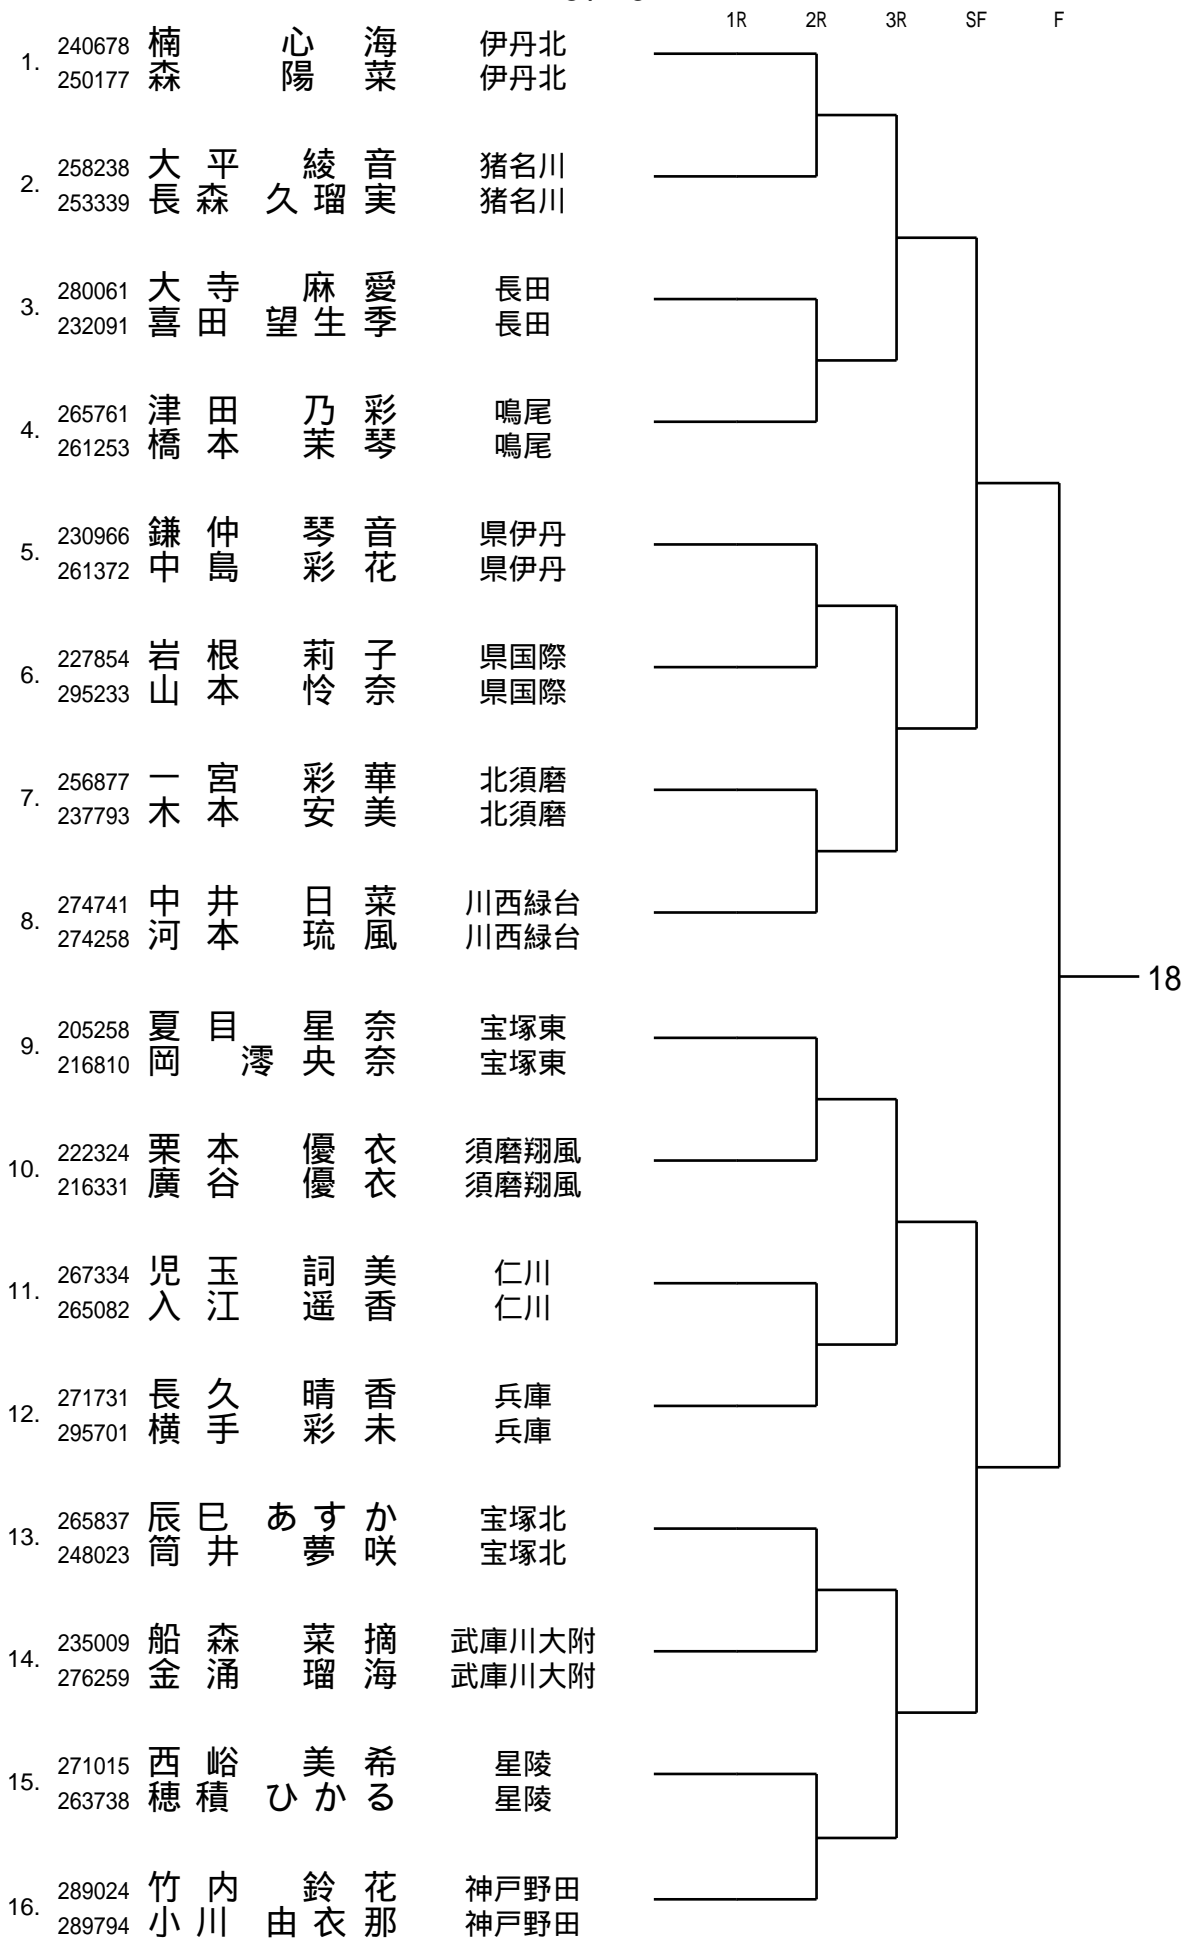 1R 2R 3R SF F
1. 240678 楠 心 海 伊丹北
250177 森 陽 菜 伊丹北
2. 258238 大 平 綾 音 猪名川
253339 長 森 久 瑠 実 猪名川
3. 280061 大 寺 麻 愛 長田
232091 喜 田 望 生 季 長田
4. 265761 津 田 乃 彩 鳴尾
261253 橋 本 茉 琴 鳴尾
5. 230966 鎌 仲 琴 音 県伊丹
261372 中 島 彩 花 県伊丹
6. 227854 岩 根 莉 子 県国際
295233 山 本 怜 奈 県国際
7. 256877 一 宮 彩 華 北須磨
237793 木 本 安 美 北須磨
8. 274741 中 井 日 菜 川西緑台
274258 河 本 琉 風 川西緑台
18
9. 205258 夏 目 星 奈 宝塚東
216810 岡 澪 央 奈 宝塚東
10. 222324 栗 本 優 衣 須磨翔風
216331 廣 谷 優 衣 須磨翔風
11. 267334 児 玉 詞 美 仁川
265082 入 江 遥 香 仁川
12. 271731 長 久 晴 香 兵庫
295701 横 手 彩 未 兵庫
13. 265837 辰 巳 あ す か 宝塚北
248023 筒 井 夢 咲 宝塚北
14. 235009 船 森 菜 摘 武庫川大附
276259 金 涌 瑠 海 武庫川大附
15. 271015 西 峪 美 希 星陵
263738 穂 積 ひ か る 星陵
16. 289024 竹 内 鈴 花 神戸野田
289794 小 川 由 衣 那 神戸野田